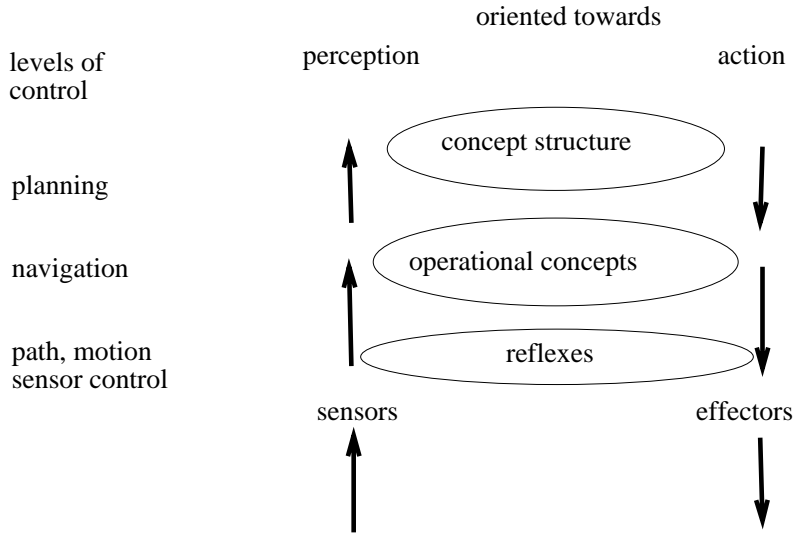 oriented towards
perception
action
levels of
control
concept structure
planning
operational concepts
navigation
reflexes
path, motion
sensor control
sensors
effectors